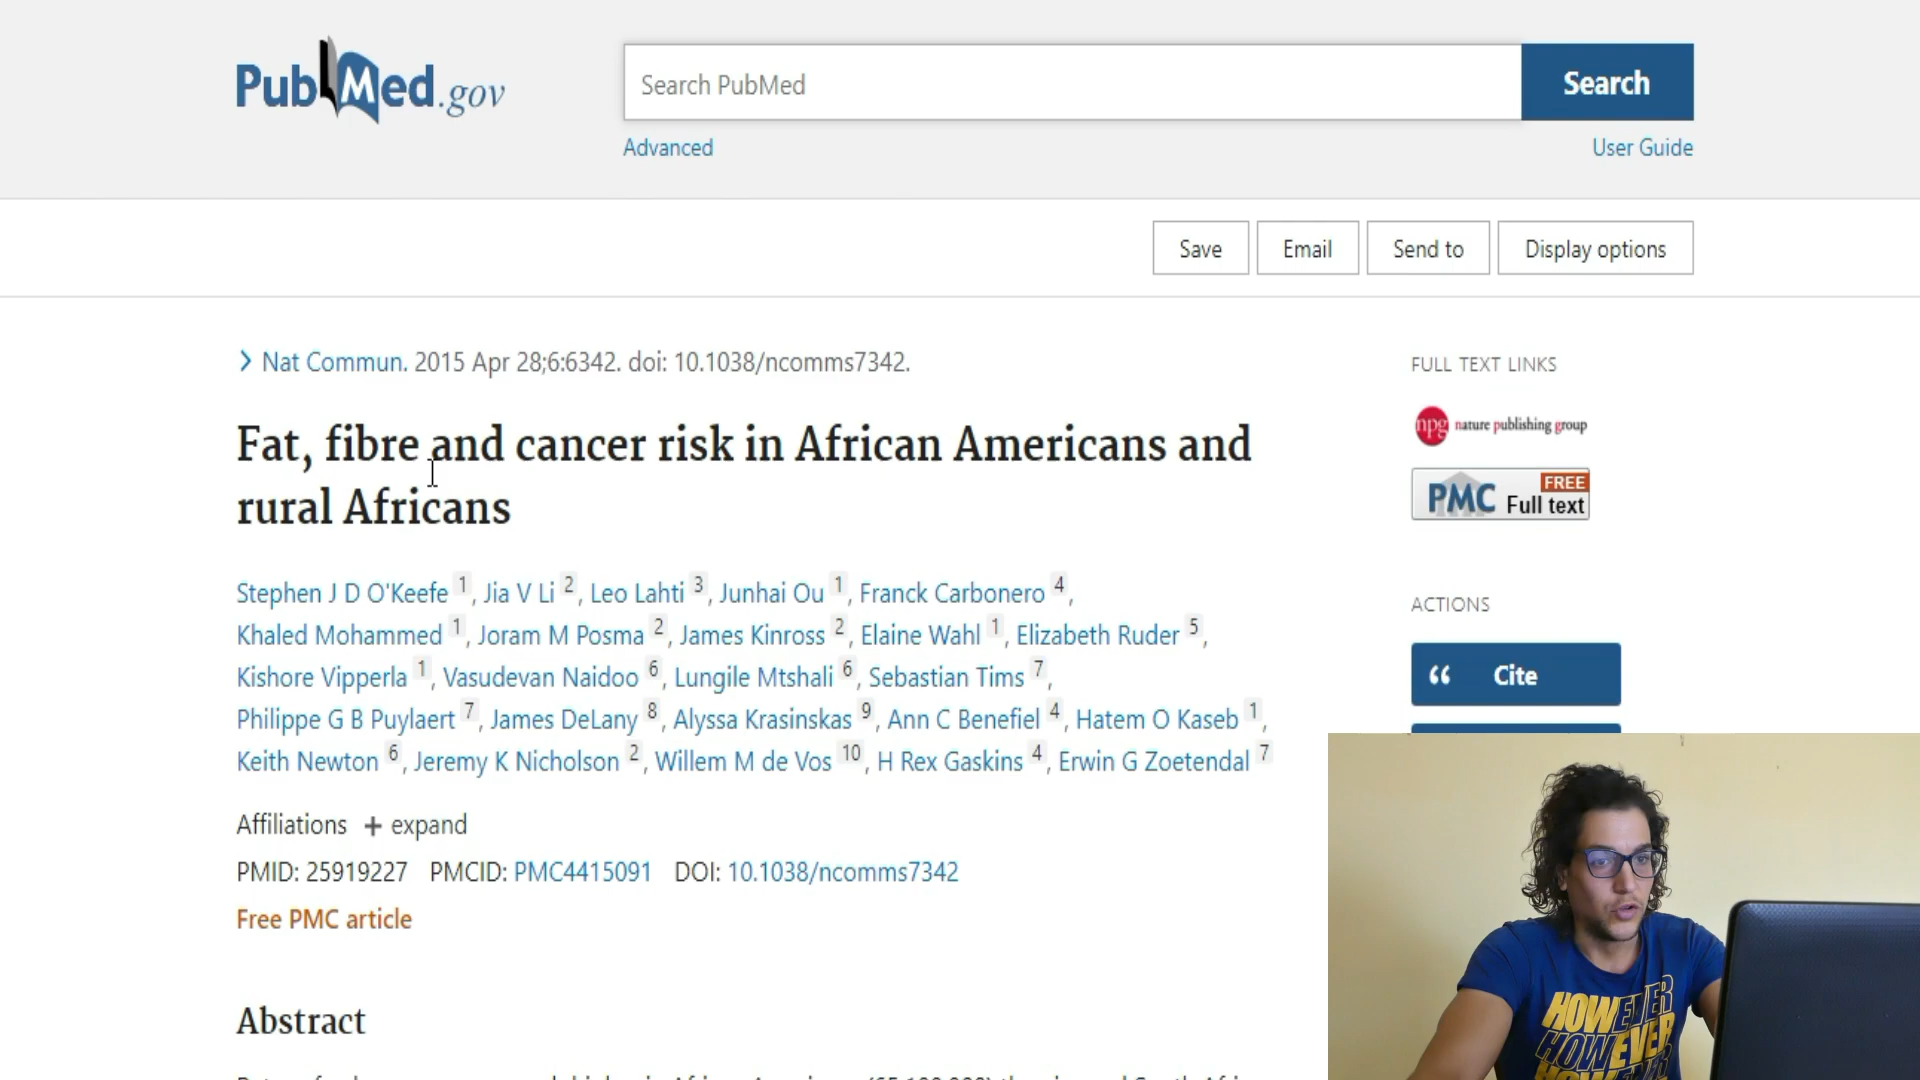 PubMed.gov
Search PubMed
Search
Advanced
User Guide
Save
Email
Send to
Display options
Nat Commun. 2015 Apr 28;6:6342. doi: 10.1038/ncomms7342.
Fat, fibre and cancer risk in African Americans and
rural Africans
Stephen J D O'Keefe 1, Jia V Li 2, Leo Lahti 3, Junhai Ou 1, Franck Carbonero 4,
Khaled Mohammed 1, Joram M Posma 2, James Kinross 2, Elaine Wahl 1, Elizabeth Ruder 5,
Kishore Vipperla 1, Vasudevan Naidoo 6, Lungile Mtshali 6, Sebastian Tims 7,
Philippe G B Puylaert 7, James DeLany 8, Alyssa Krasinskas 9, Ann C Benefiel 4, Hatem O Kaseb 1,
Keith Newton 6, Jeremy K Nicholson 2, Willem M de Vos 10, H Rex Gaskins 4, Erwin G Zoetendal 7
Affiliations + expand
PMID: 25919227 PMCID: PMC4415091 DOI: 10.1038/ncomms7342
Free PMC article
Abstract
FULL TEXT LINKS
npg nature publishing group
PMC FREE Full text
ACTIONS
“ Cite
HOWEVER
HOWEVER
HOWEVER